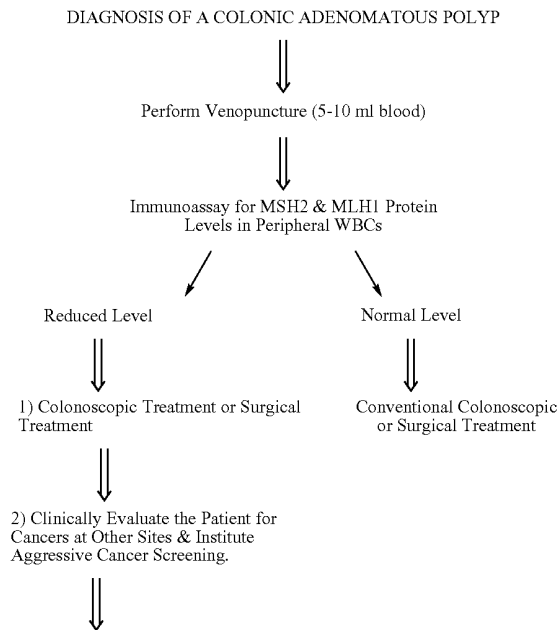 DIAGNOSIS OF A COLONIC ADENOMATOUS POLYP
Perform Venopuncture (5-10 ml blood)
Immunoassay for MSH2 & MLH1 Protein
Levels in Peripheral WBCs
Reduced Level
Normal Level
1) Colonoscopic Treatment or Surgical
Treatment
Conventional Colonoscopic
or Surgical Treatment
2) Clinically Evaluate the Patient for
Cancers at Other Sites & Institute
Aggressive Cancer Screening.